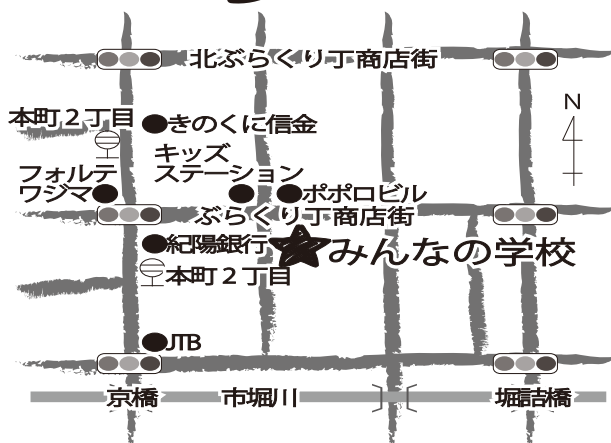 北ぶらくり丁商店街
N
本町２丁目
きのくに信金
キッズ
ステーション
フォルテ
ワジマ
ポポロビル
ぶらくり丁商店街
紀陽銀行
みんなの学校
本町２丁目
JTB
京橋
市堀川
堀詰橋